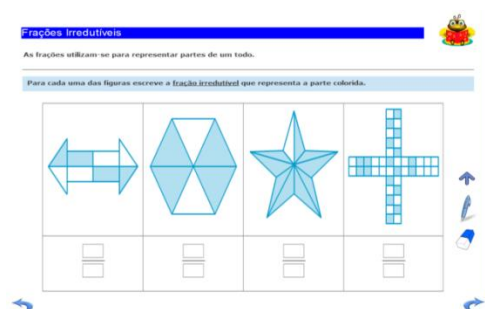 Frações Irredutíveis
As frações utilizam-se para representar partes de um todo.
Para cada uma das figuras escreve a fração irredutível que representa a parte colorida.